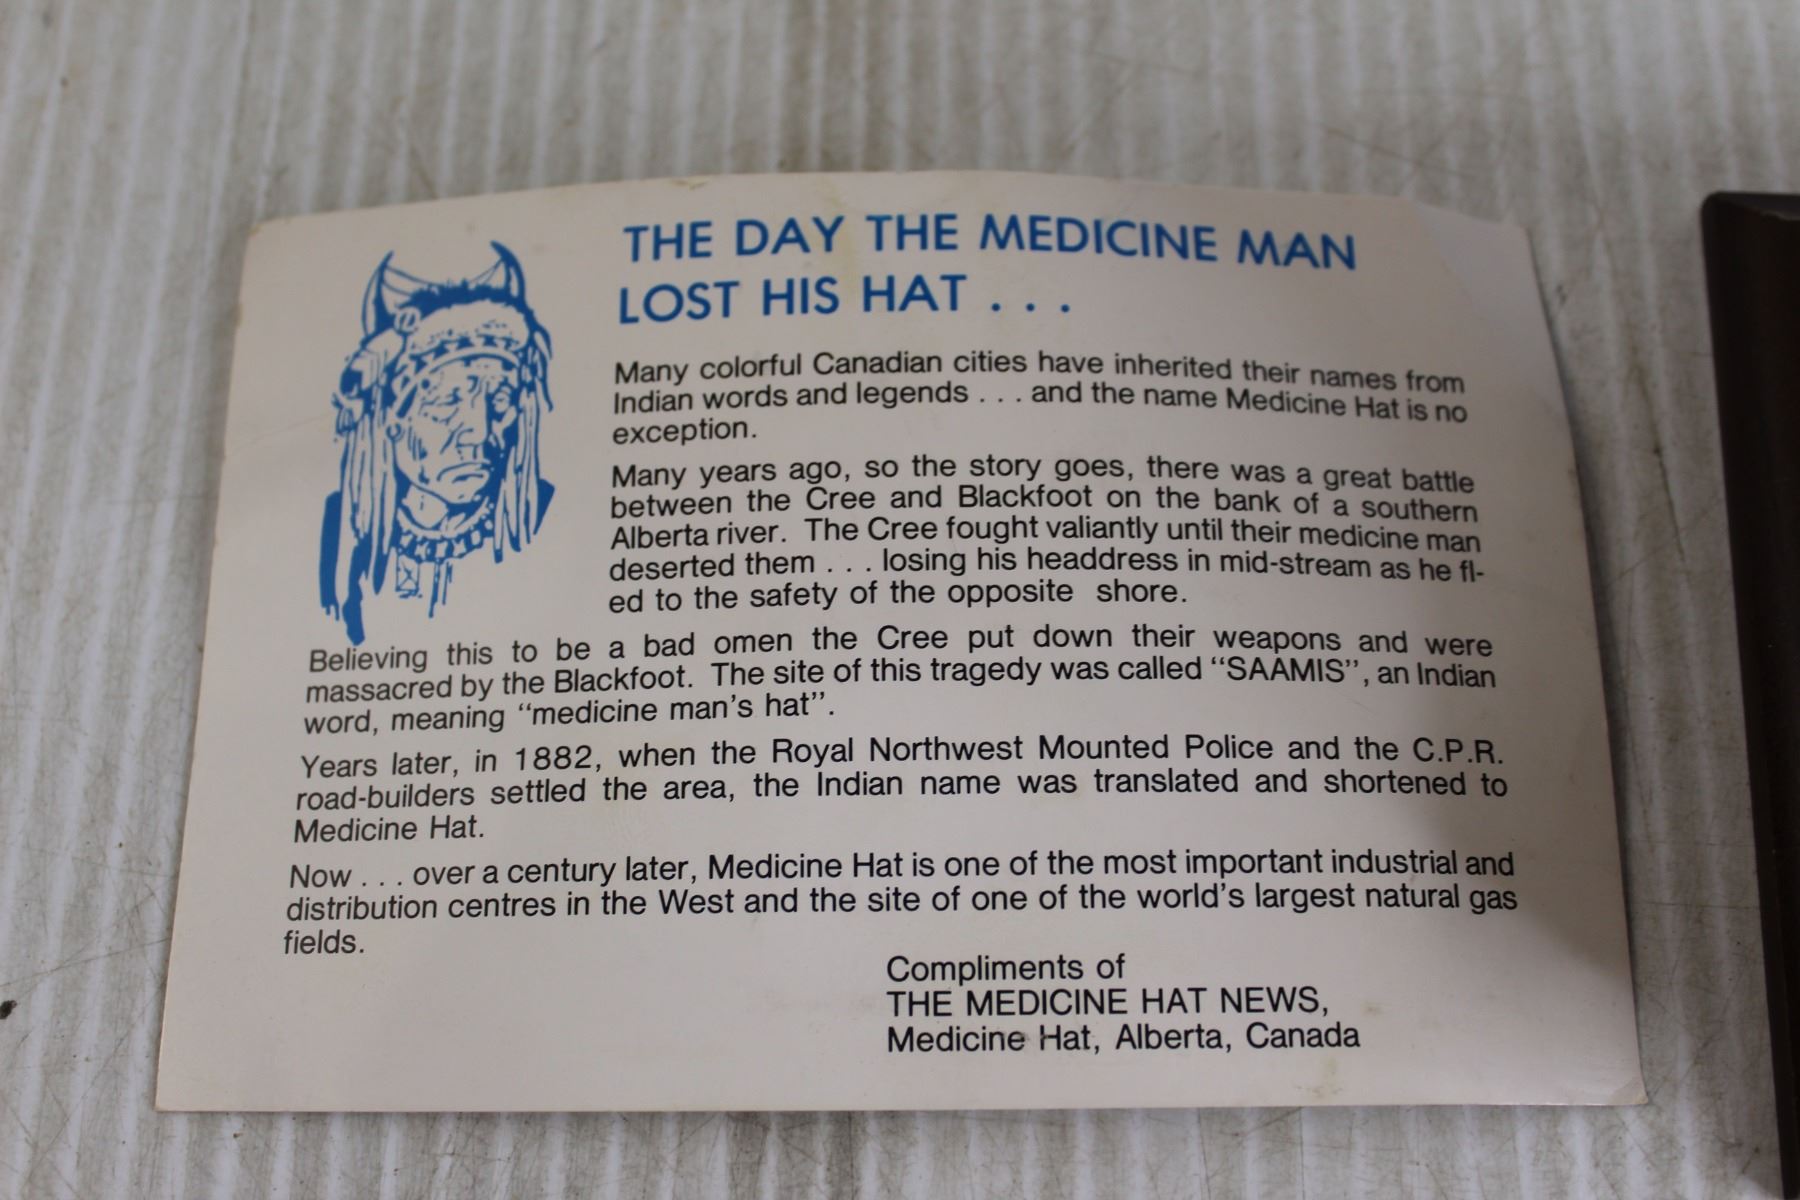 THE DAY THE MEDICINE MAN
LOST HIS HAT . . .
Many colorful Canadian cities have inherited their names from
Indian words and legends . . . and the name Medicine Hat is no
exception.
Many years ago, so the story goes, there was a great battle
between the Cree and Blackfoot on the bank of a southern
Alberta river. The Cree fought valiantly until their medicine man
deserted them . . . losing his headdress in mid-stream as he fl-
ed to the safety of the opposite shore.
Believing this to be a bad omen the Cree put down their weapons and were
massacred by the Blackfoot. The site of this tragedy was called “SAAMIS”, an Indian
word, meaning “medicine man’s hat”.
Years later, in 1882, when the Royal Northwest Mounted Police and the C.P.R.
road-builders settled the area, the Indian name was translated and shortened to
Medicine Hat.
Now . . . over a century later, Medicine Hat is one of the most important industrial and
distribution centres in the West and the site of one of the world’s largest natural gas
fields.
Compliments of
THE MEDICINE HAT NEWS,
Medicine Hat, Alberta, Canada